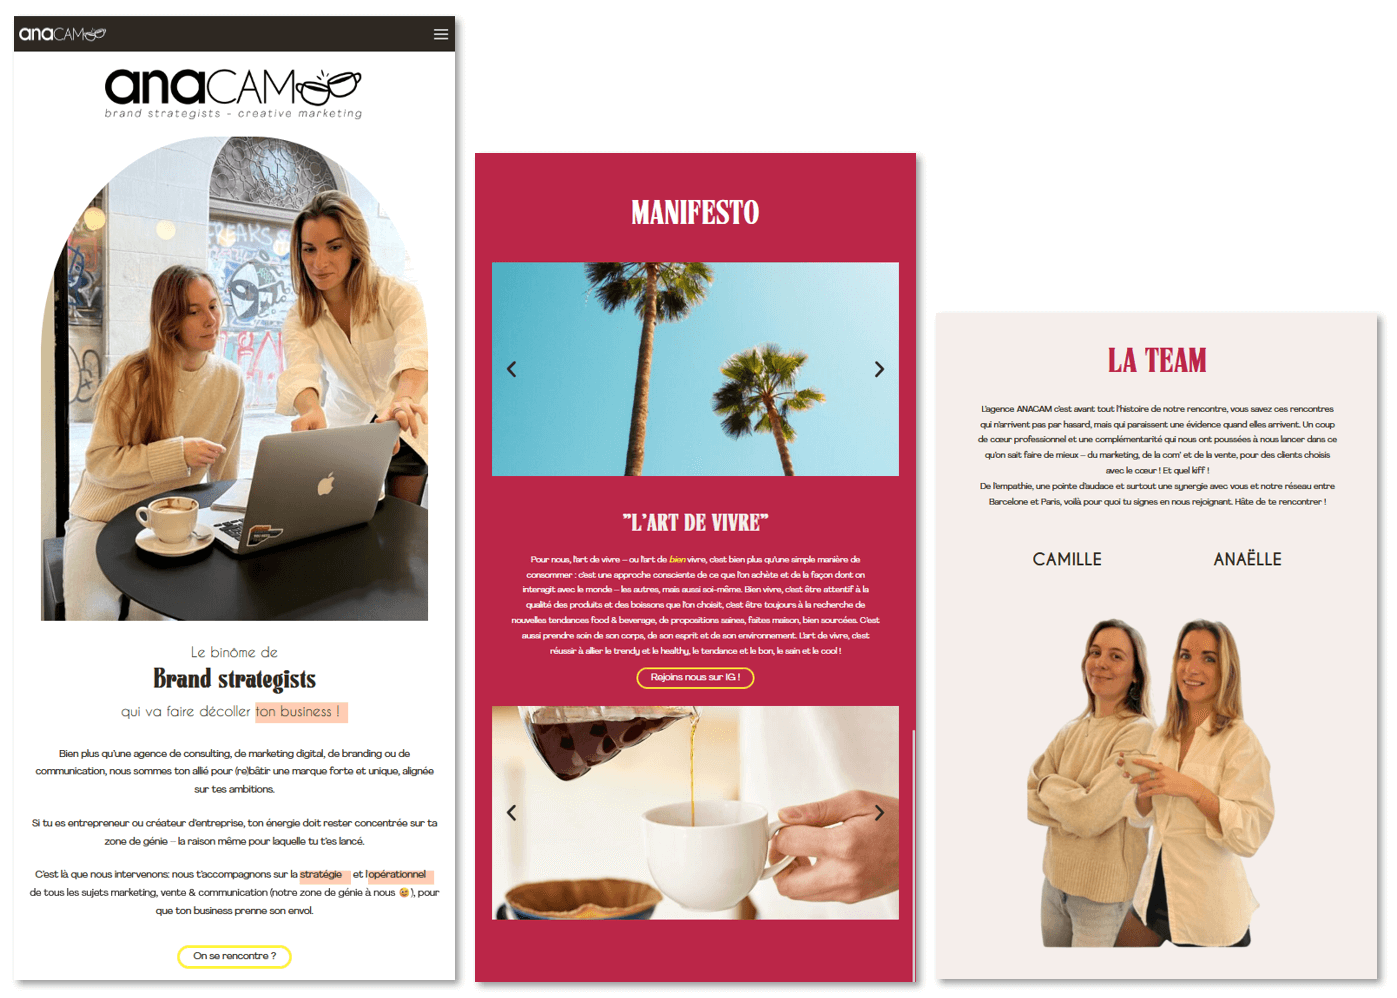 anaCAM
anaCAM
brand strategists - creative marketing
FREAKS
Le binôme de
Brand strategists
qui va faire décoller ton business !
Bien plus qu'une agence de consulting, de marketing digital, de branding ou de
communication, nous sommes ton allié pour (re)bâtir une marque forte et unique, alignée
sur tes ambitions.
Si tu es entrepreneur ou créateur d'entreprise, ton énergie doit rester concentrée sur ta
zone de génie – la raison même pour laquelle tu t'es lancé.
C'est là que nous intervenons: nous t'accompagnons sur la stratégie et l'opérationnel
de tous les sujets marketing, vente & communication (notre zone de génie à nous 🥵), pour
que ton business prenne son envol.
On se rencontre ?
MANIFESTO
"L'ART DE VIVRE"
Pour nous, l'art de vivre – ou l'art de bien vivre, c'est bien plus qu'une simple manière de
consommer : c'est une approche consciente de ce que l'on achète et de la façon dont on
interagit avec le monde – les autres, mais aussi soi-même. Bien vivre, c'est être attentif à la
qualité des produits et des boissons que l'on choisit, c'est être toujours à la recherche de
nouvelles tendances food & beverage, de propositions saines, faites maison, bien sourcées. C'est
aussi prendre soin de son corps, de son esprit et de son environnement. L'art de vivre, c'est
réussir à allier le trendy et le healthy, le tendance et le bon, le sain et le cool !
Rejoins nous sur IG !
LA TEAM
L'agence ANACAM c'est avant tout l'histoire de notre rencontre, vous savez ces rencontres
qui n'arrivent pas par hasard, mais qui paraissent une évidence quand elles arrivent. Un coup
de cœur professionnel et une complémentarité qui nous ont poussées à nous lancer dans ce
qu'on sait faire de mieux – du marketing, de la com' et de la vente, pour des clients choisis
avec le cœur ! Et quel kiff !
De l'empathie, une pointe d'audace et surtout une synergie avec vous et notre réseau entre
Barcelone et Paris, voilà pour quoi tu signes en nous rejoignant. Hâte de te rencontrer !
CAMILLE
ANAËLLE